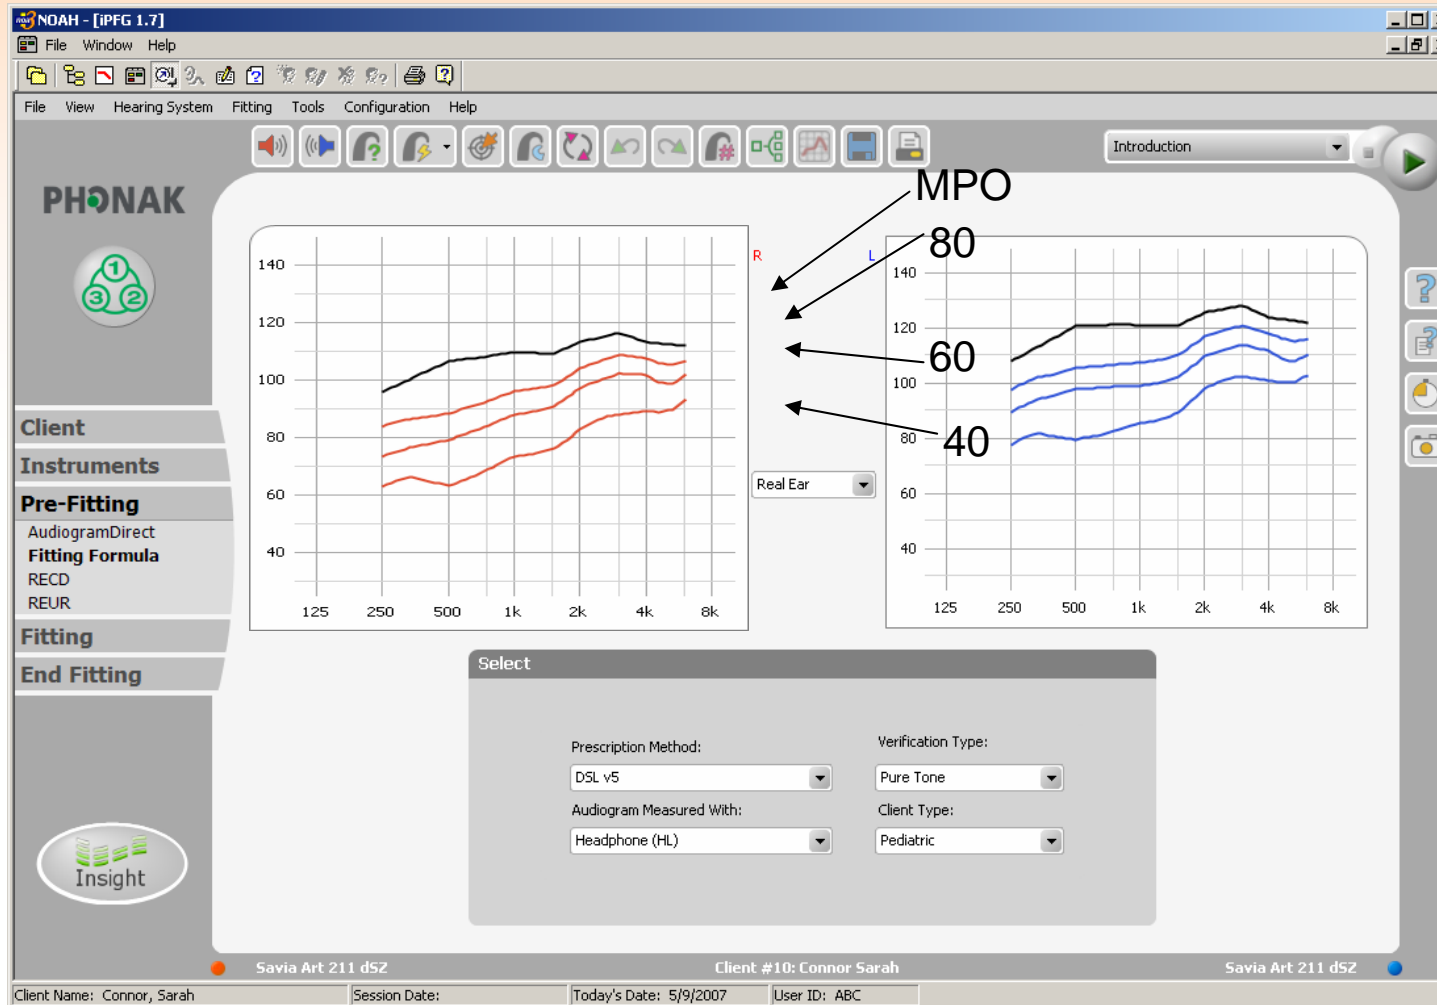 NOAH - [iPFG 1.7]
File Window Help
File View Hearing System Fitting Tools Configuration Help
Introduction
PHONAK
1
3 2
MPO
80
60
40
R
L
140
120
100
80
60
40
125 250 500 1k 2k 4k 8k
140
120
100
80
60
40
125 250 500 1k 2k 4k 8k
Real Ear
Client
Instruments
Pre-Fitting
AudiogramDirect
Fitting Formula
RECD
REUR
Fitting
End Fitting
Insight
Select
Prescription Method:
DSL v5
Audiogram Measured With:
Headphone (HL)
Verification Type:
Pure Tone
Client Type:
Pediatric
Savia Art 211 dSZ Client #10: Connor Sarah Savia Art 211 dSZ
Client Name: Connor, Sarah Session Date: Today's Date: 5/9/2007 User ID: ABC